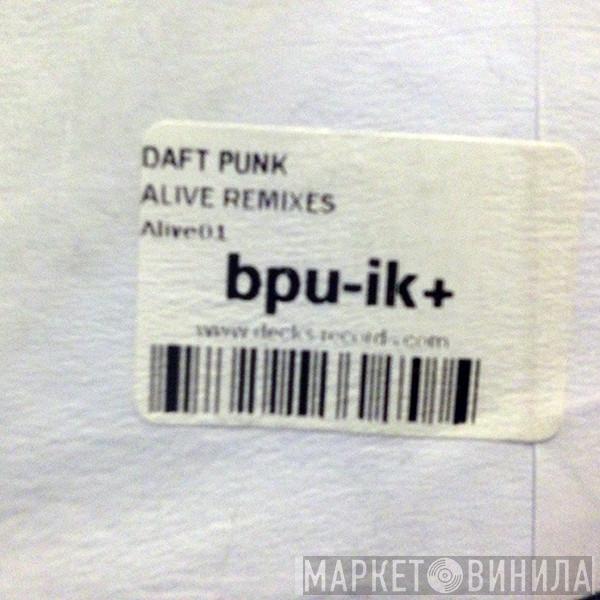 DAFT PUNK
ALIVE REMIXES
Alive01
bpu-ik+
www.decks-records.com
МАРКЕТ ВИНИЛА